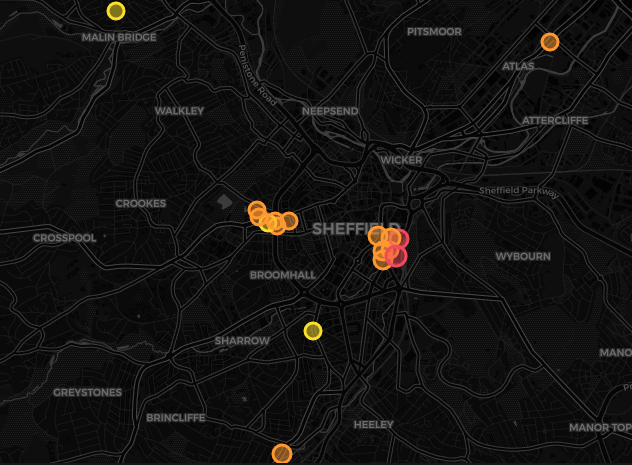 PITSMOOR
MALIN BRIDGE
ATLAS
Penistone Road
WALKLEY
NEEPSEND
ATTERCLIFFE
WICKER
Sheffield Parkway
CROOKES
SHEFFIELD
CROSSPOOL
WYBOURN
BROOMHALL
SHARROW
MANO
GREYSTONES
BRINCLIFFE
HEELEY
MANOR TOP